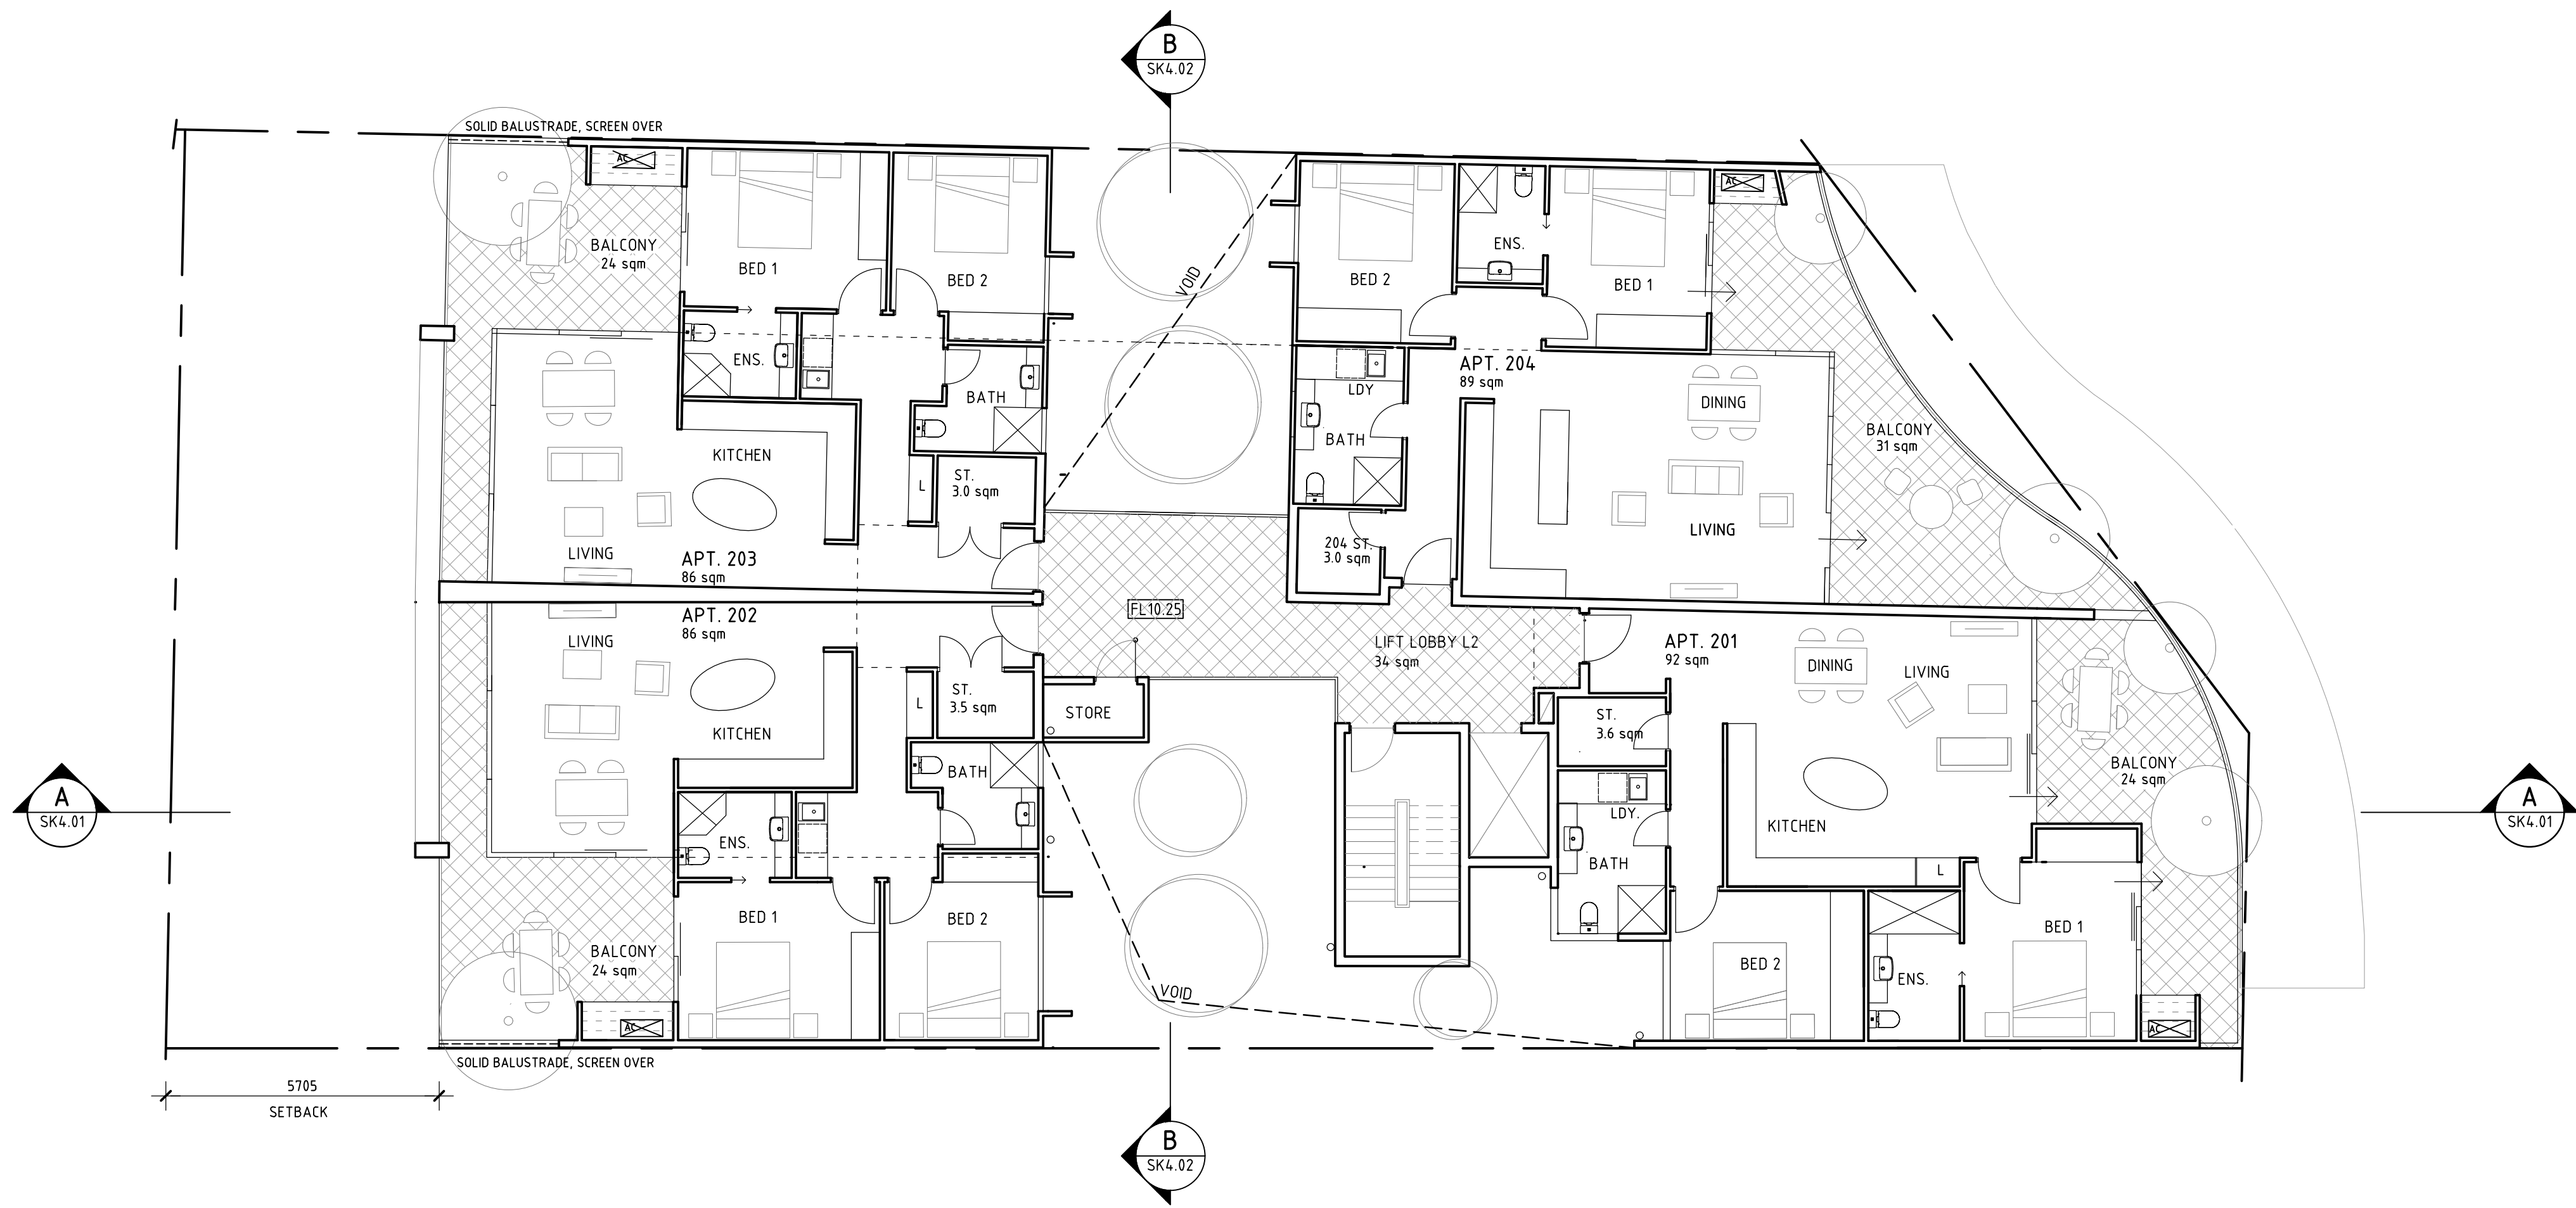 B
SK4.02
SOLID BALUSTRADE, SCREEN OVER
AC
BALCONY
24 sqm
BED 1
BED 2
ENS.
BATH
KITCHEN
L
ST.
3.0 sqm
LIVING
APT. 203
86 sqm
VOID
BED 2
ENS.
BED 1
AC
APT. 204
89 sqm
LDY
BATH
DINING
BALCONY
31 sqm
LIVING
204 ST.
3.0 sqm
FL10.25
LIFT LOBBY L2
34 sqm
APT. 202
86 sqm
LIVING
KITCHEN
L
ST.
3.5 sqm
STORE
BATH
ENS.
BED 1
BED 2
BALCONY
24 sqm
AC
SOLID BALUSTRADE, SCREEN OVER
VOID
APT. 201
92 sqm
DINING
LIVING
ST.
3.6 sqm
LDY.
BATH
KITCHEN
L
BALCONY
24 sqm
BED 2
ENS.
BED 1
AC
A
SK4.01
A
SK4.01
5705
SETBACK
B
SK4.02